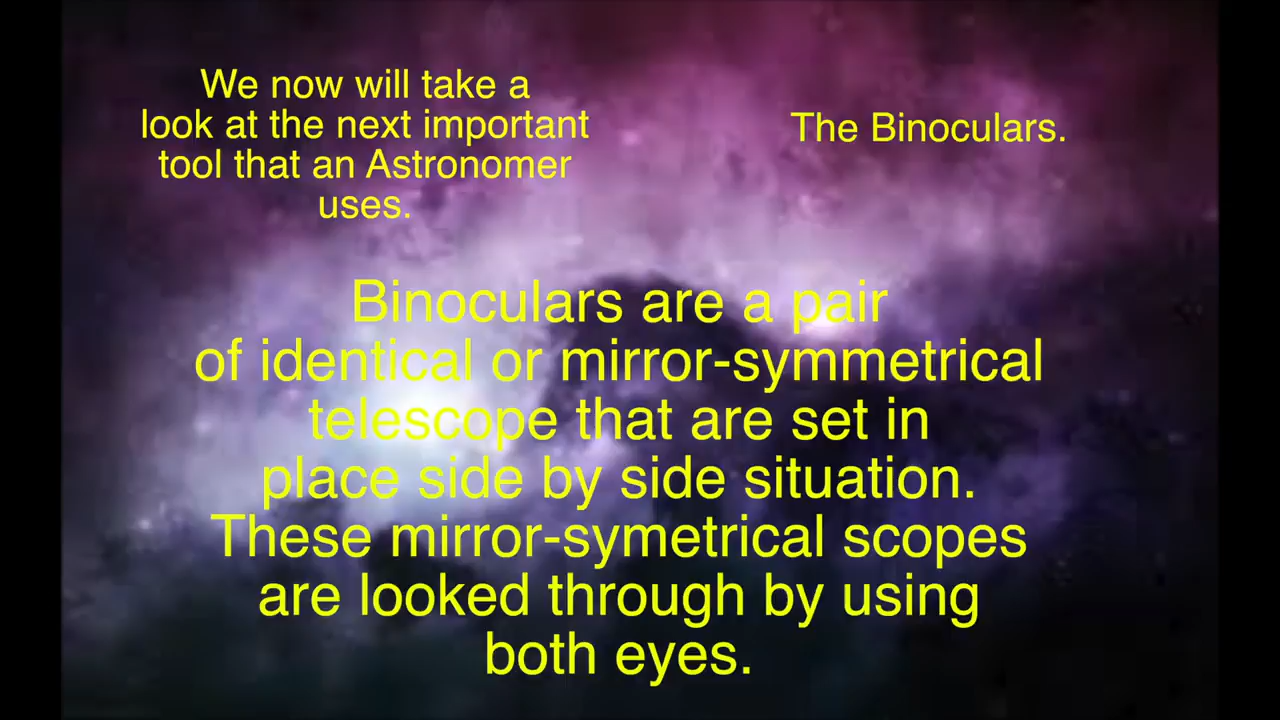 We now will take a
look at the next important
tool that an Astronomer
uses.
The Binoculars.
Binoculars are a pair
of identical or mirror-symmetrical
telescope that are set in
place side by side situation.
These mirror-symetrical scopes
are looked through by using
both eyes.